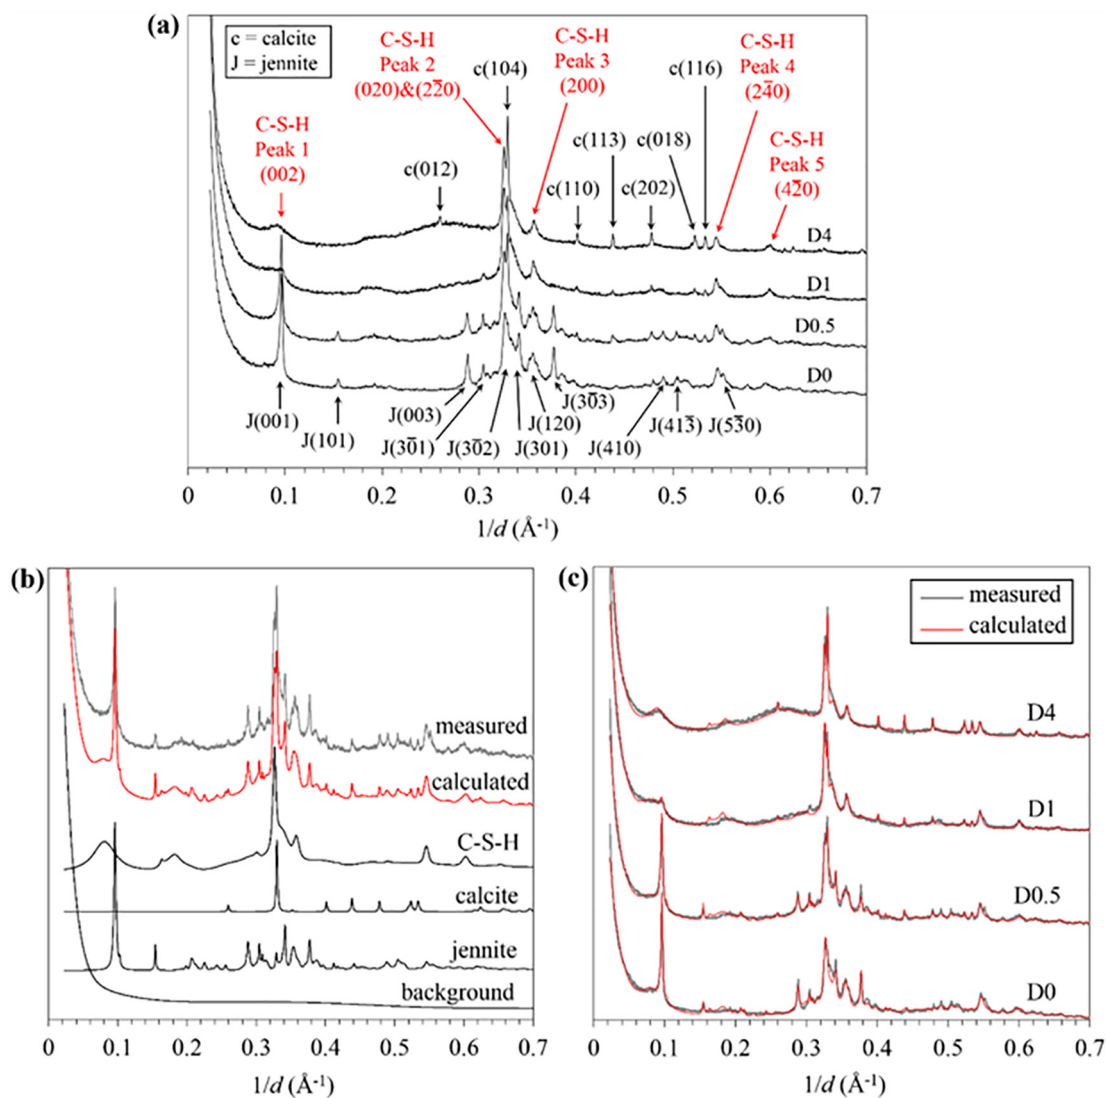 (a)
c = calcite
J = jennite
C-S-H
Peak 1
(002)
C-S-H
Peak 2
(020)&(22̄0)
c(012)
c(104)
C-S-H
Peak 3
(200)
c(110)
c(113)
c(202)
c(018)
c(116)
C-S-H
Peak 4
(24̄0)
C-S-H
Peak 5
(42̄0)
D4
D1
D0.5
D0
J(001)
J(101)
J(003)
J(30̄1)
J(30̄2)
J(301)
J(120)
J(30̄3)
J(410)
J(413̄)
J(53̄0)
0 0.1 0.2 0.3 0.4 0.5 0.6 0.7
1/d (Å-1)
(b)
measured
calculated
C-S-H
calcite
jennite
background
0 0.1 0.2 0.3 0.4 0.5 0.6 0.7
1/d (Å-1)
(c)
measured
calculated
D4
D1
D0.5
D0
0 0.1 0.2 0.3 0.4 0.5 0.6 0.7
1/d (Å-1)